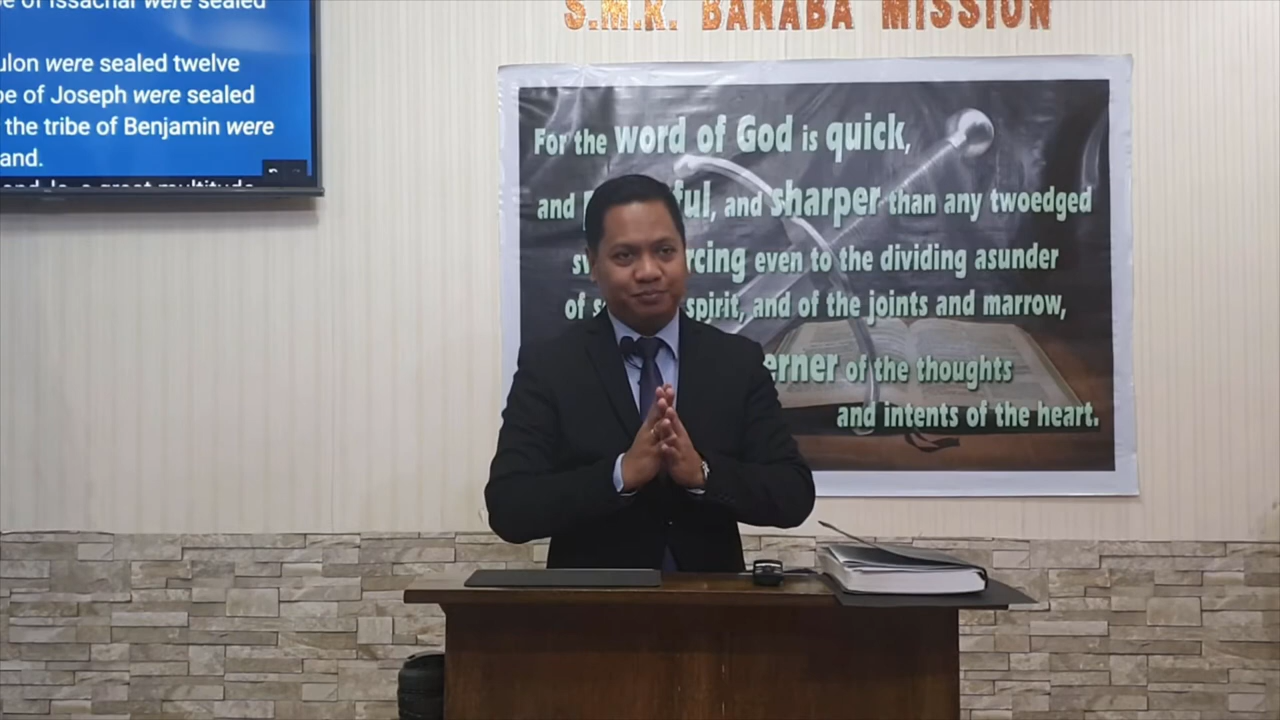 of Issachar were sealed
ulon were sealed twelve
be of Joseph were sealed
the tribe of Benjamin were
and.
a great multitude
S.M.R. BANABA MISSION
For the word of God is quick,
and ful, and sharper than any twoedged
rcing even to the dividing asunder
of spirit, and of the joints and marrow,
erner of the thoughts
and intents of the heart.